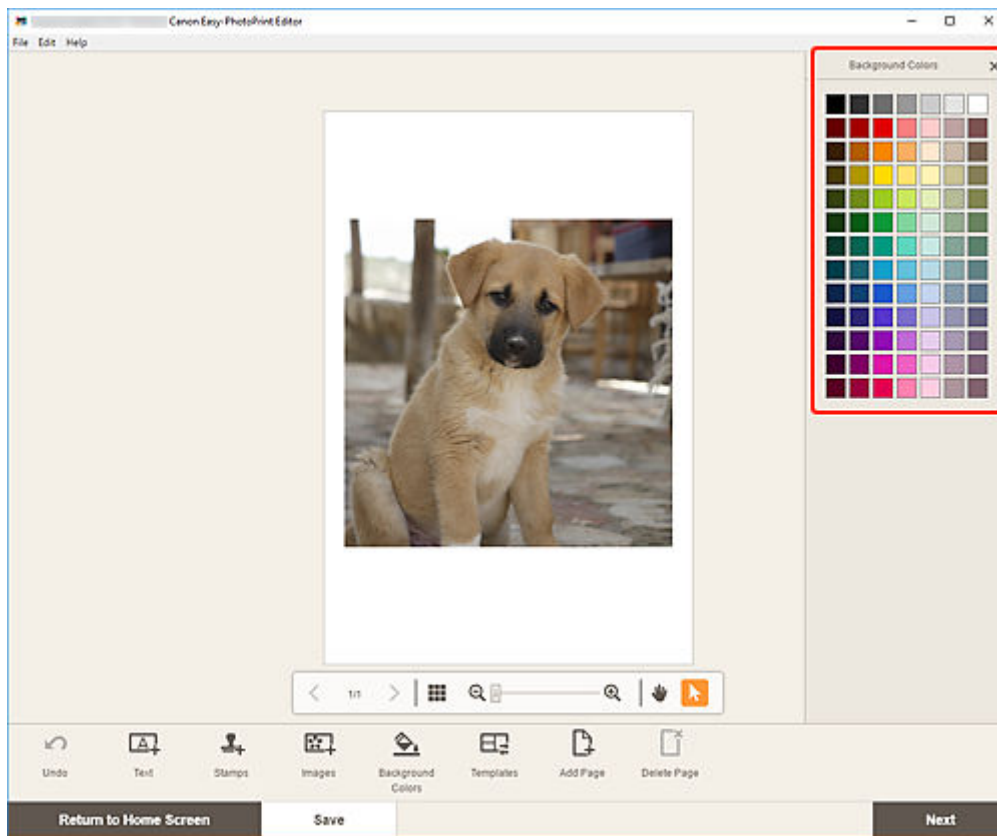 Canon Easy-PhotoPrint Editor
File Edit Help
Background Colors
1/1
Undo
Text
Stamps
Images
Background
Colors
Templates
Add Page
Delete Page
Return to Home Screen
Save
Next